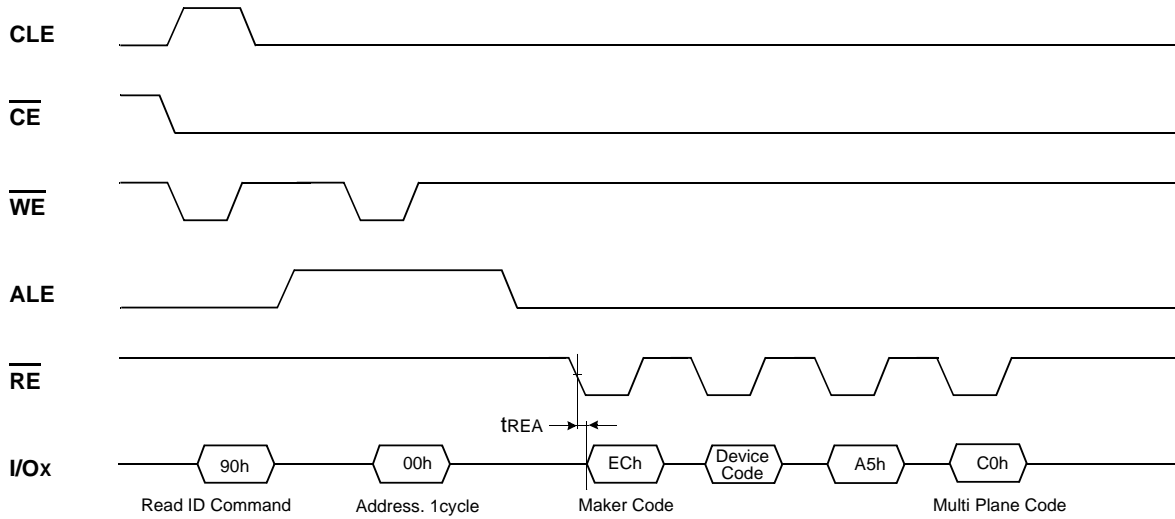 CLE
CE
WE
ALE
RE
tREA
I/Ox
90h
00h
ECh
Device
Code
A5h
C0h
Read ID Command
Address. 1cycle
Maker Code
Multi Plane Code